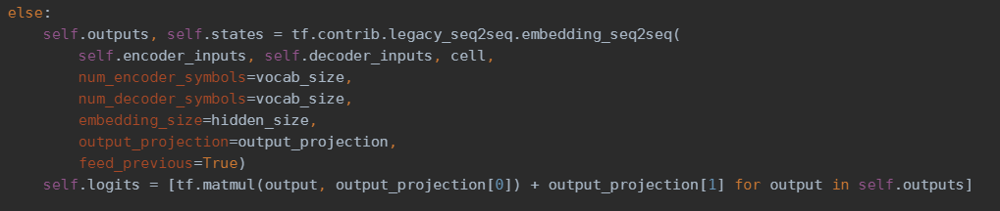 else:
    self.outputs, self.states = tf.contrib.legacy_seq2seq.embedding_seq2seq(
        self.encoder_inputs, self.decoder_inputs, cell,
        num_encoder_symbols=vocab_size,
        num_decoder_symbols=vocab_size,
        embedding_size=hidden_size,
        output_projection=output_projection,
        feed_previous=True)
    self.logits = [tf.matmul(output, output_projection[0]) + output_projection[1] for output in self.outputs]